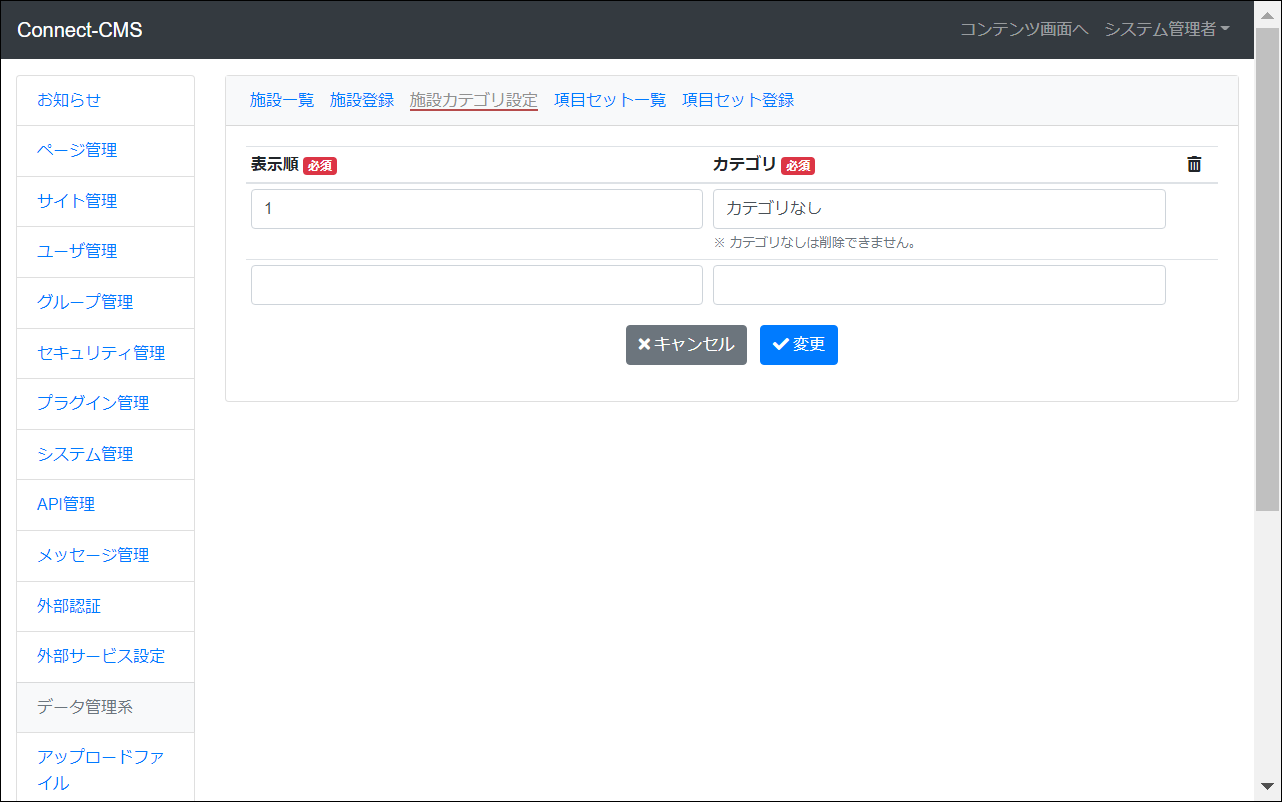 Connect-CMS
コンテンツ画面へ システム管理者
お知らせ
ページ管理
サイト管理
ユーザ管理
グループ管理
セキュリティ管理
プラグイン管理
システム管理
API管理
メッセージ管理
外部認証
外部サービス設定
データ管理系
アップロードファ
イル
施設一覧 施設登録 施設カテゴリ設定 項目セット一覧 項目セット登録
表示順 必須 カテゴリ 必須
1 カテゴリなし
※ カテゴリなしは削除できません。
キャンセル 変更